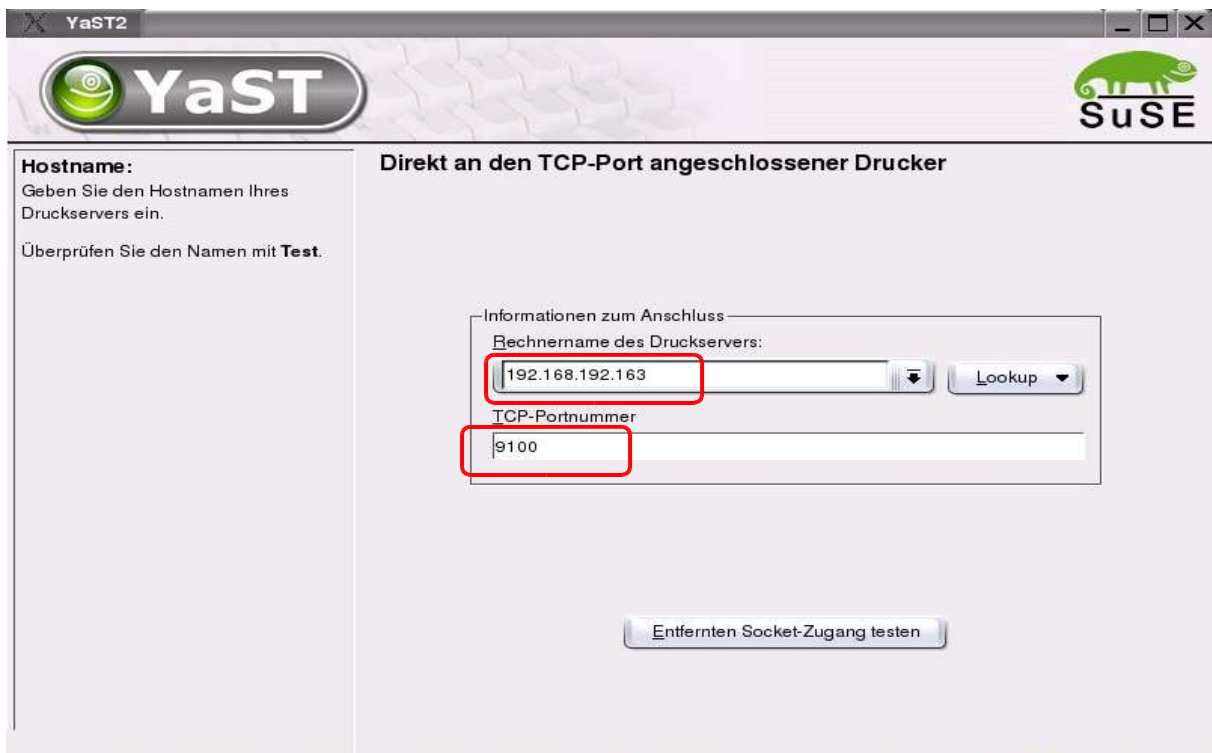 YaST2
YaST
SuSE
Hostname:
Geben Sie den Hostnamen Ihres
Druckservers ein.
Überprüfen Sie den Namen mit Test.
Direkt an den TCP-Port angeschlossener Drucker
Informationen zum Anschluss
Rechnername des Druckservers:
192.168.192.163
Lookup
TCP-Portnummer
9100
Entfernten Socket-Zugang testen